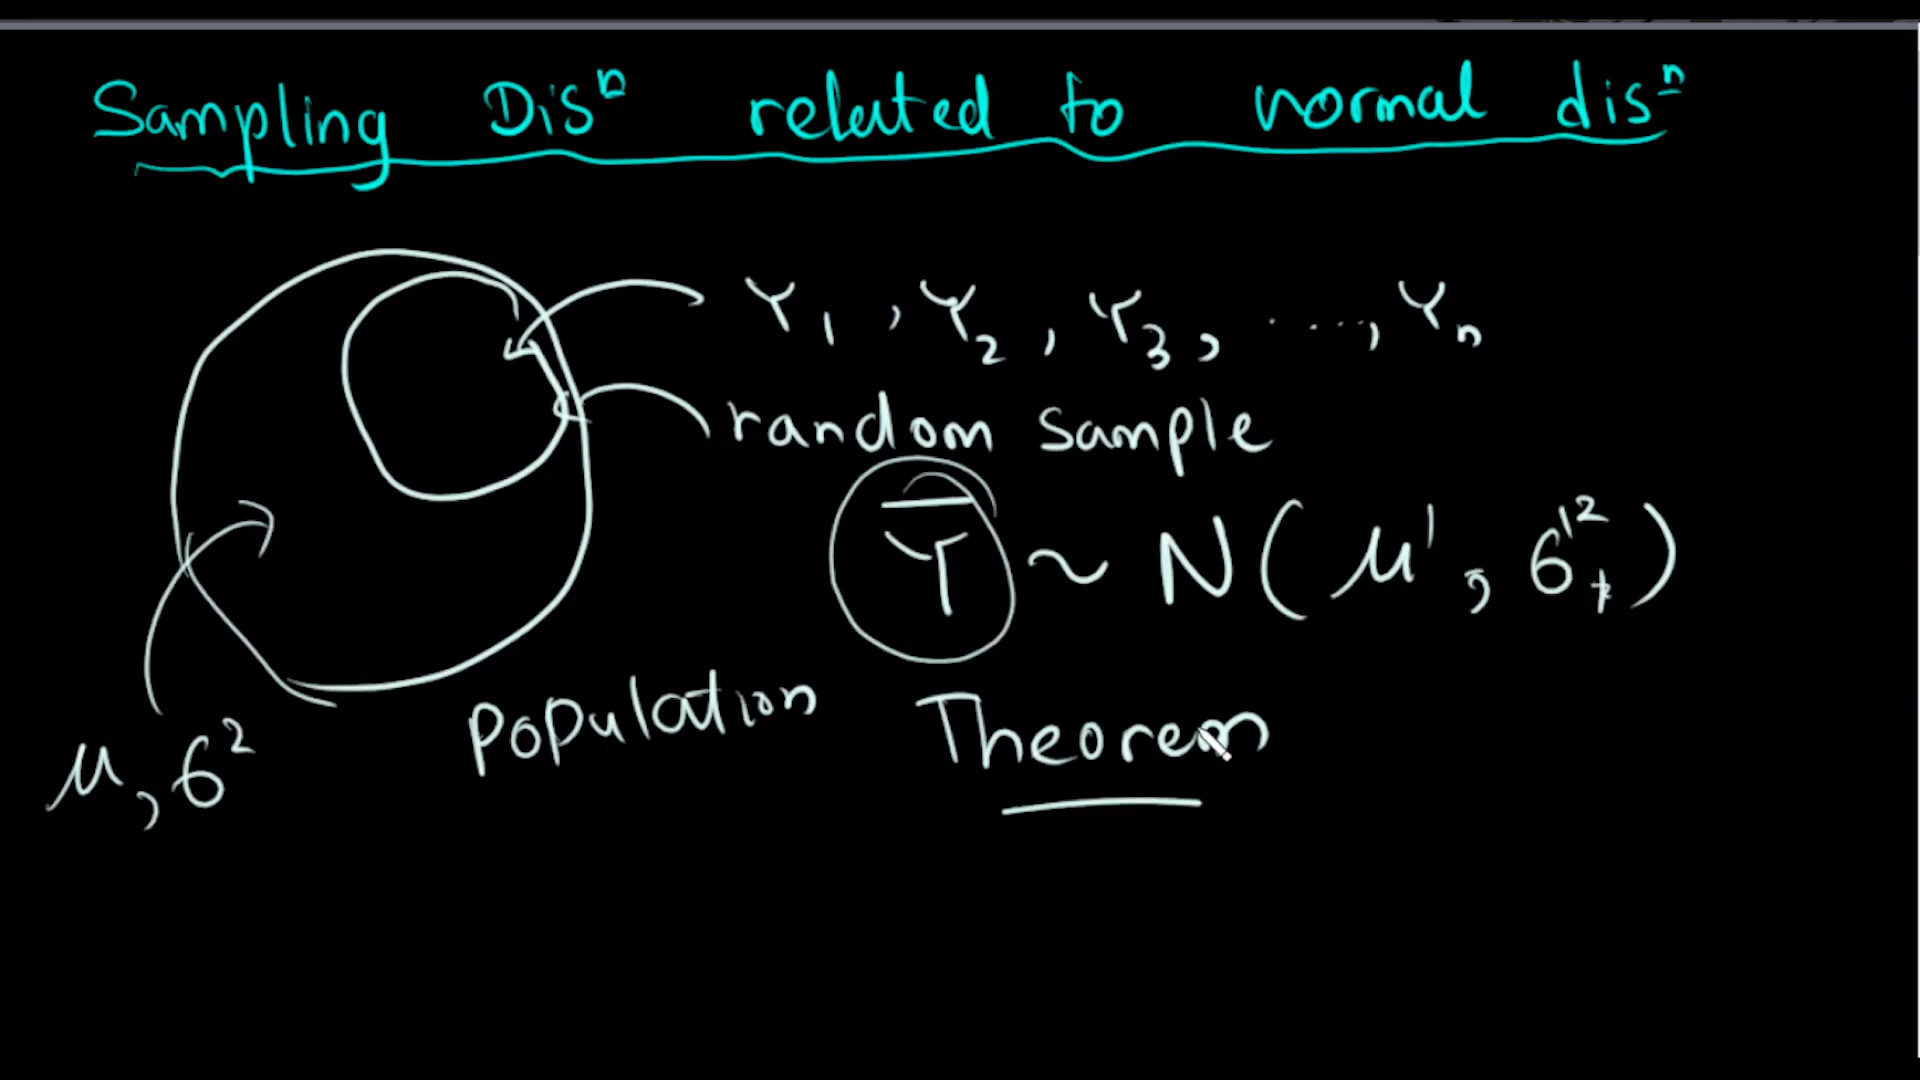 Sampling Disⁿ related to normal disⁿ
Y₁, Y₂, Y₃, ...., Yₙ
random sample
Y̅ ~ N(μ', σ'²)
Population Theorem
μ, σ²